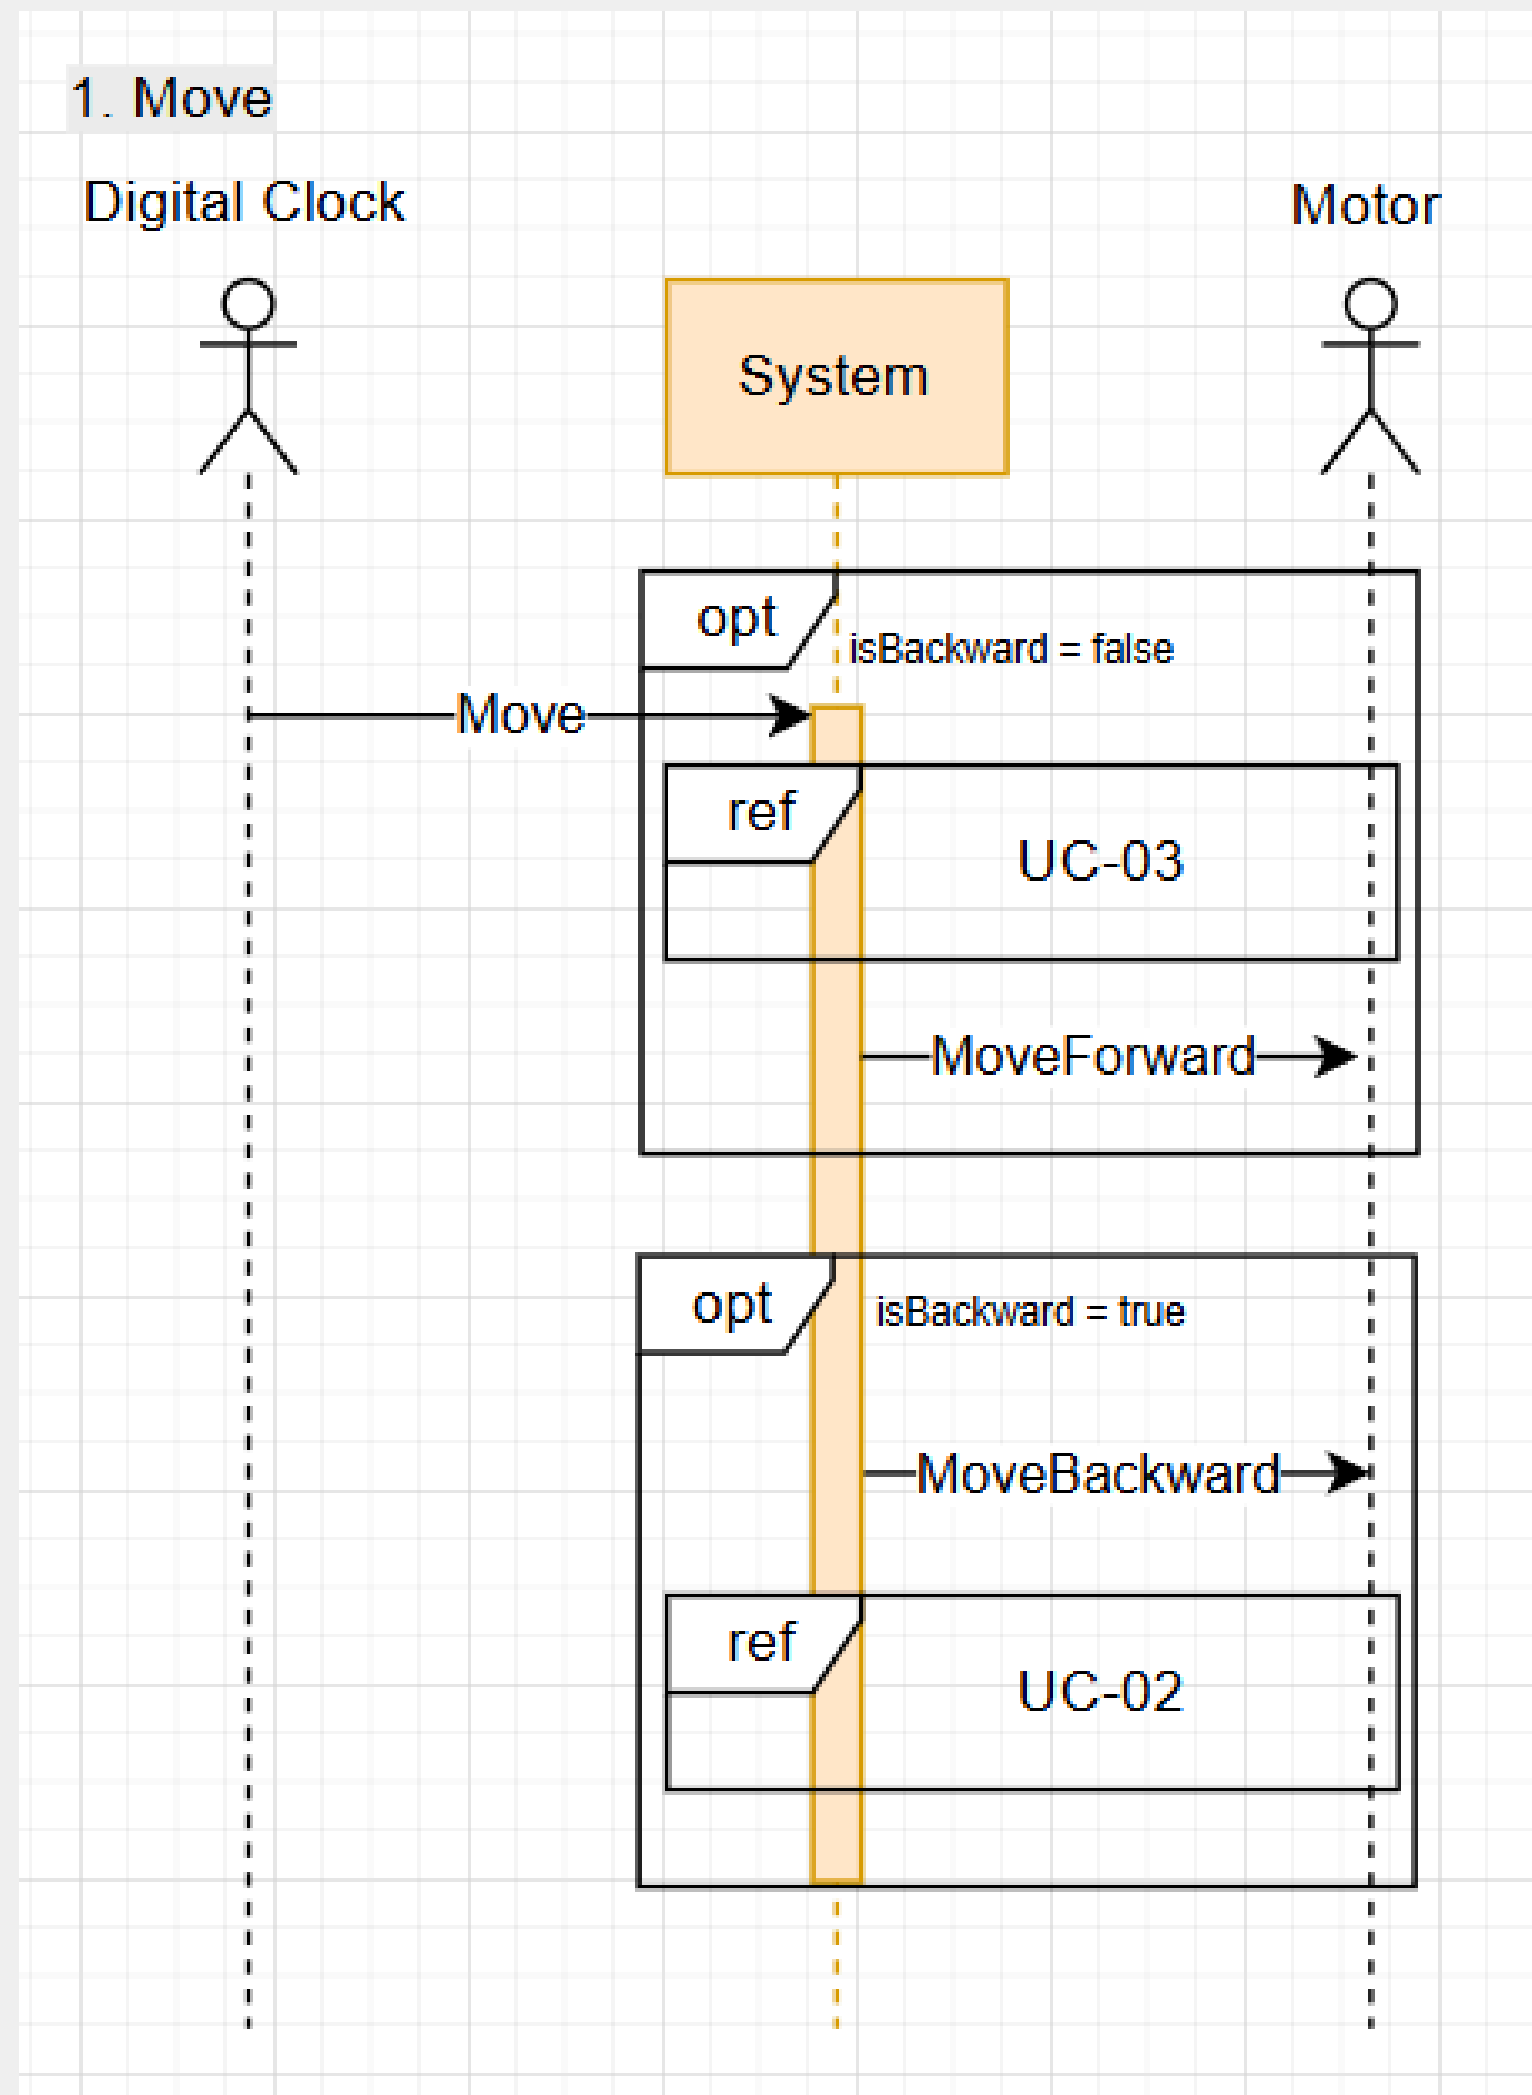 1. Move
Digital Clock
Motor
System
opt
isBackward = false
Move
ref
UC-03
MoveForward
opt
isBackward = true
MoveBackward
ref
UC-02